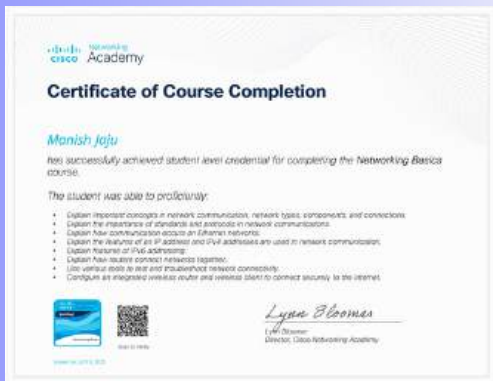 CISCO Networking Academy
Certificate of Course Completion
Manish Jaju
has successfully achieved student level credential for completing the Networking Basics
course.
The student was able to proficiently:
• Explain important concepts in network communication, network types, components, and connections.
• Explain the importance of standards and protocols in network communications.
• Explain how communication occurs on Ethernet networks.
• Explain the features of an IP address and IPv4 addresses are used in network communication.
• Explain features of IPv6 addressing.
• Explain how routers connect networks together.
• Use various tools to test and troubleshoot network connectivity.
• Configure an integrated wireless router and wireless client to connect securely to the internet.
Lynn Bloomer
Lynn Bloomer
Director, Cisco Networking Academy
Scan to Verify